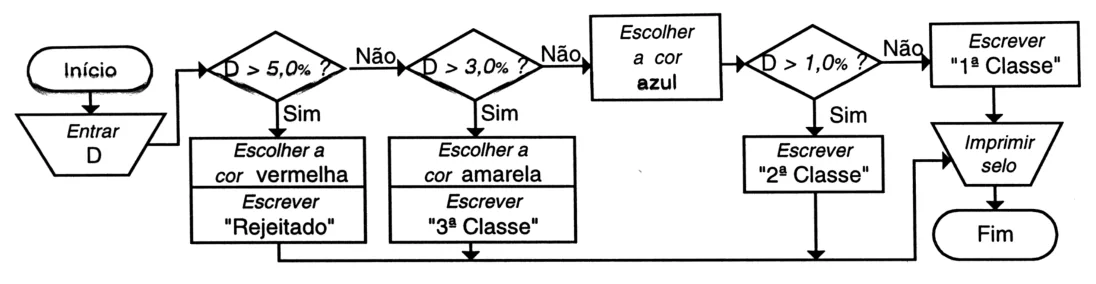 Início
Entrar
D
D > 5,0% ?
Não
Sim
Escolher a
cor vermelha
Escrever
"Rejeitado"
D > 3,0% ?
Não
Sim
Escolher a
cor amarela
Escrever
"3ª Classe"
Escolher
a cor
azul
D > 1,0% ?
Não
Sim
Escrever
"2ª Classe"
Escrever
"1ª Classe"
Imprimir
selo
Fim